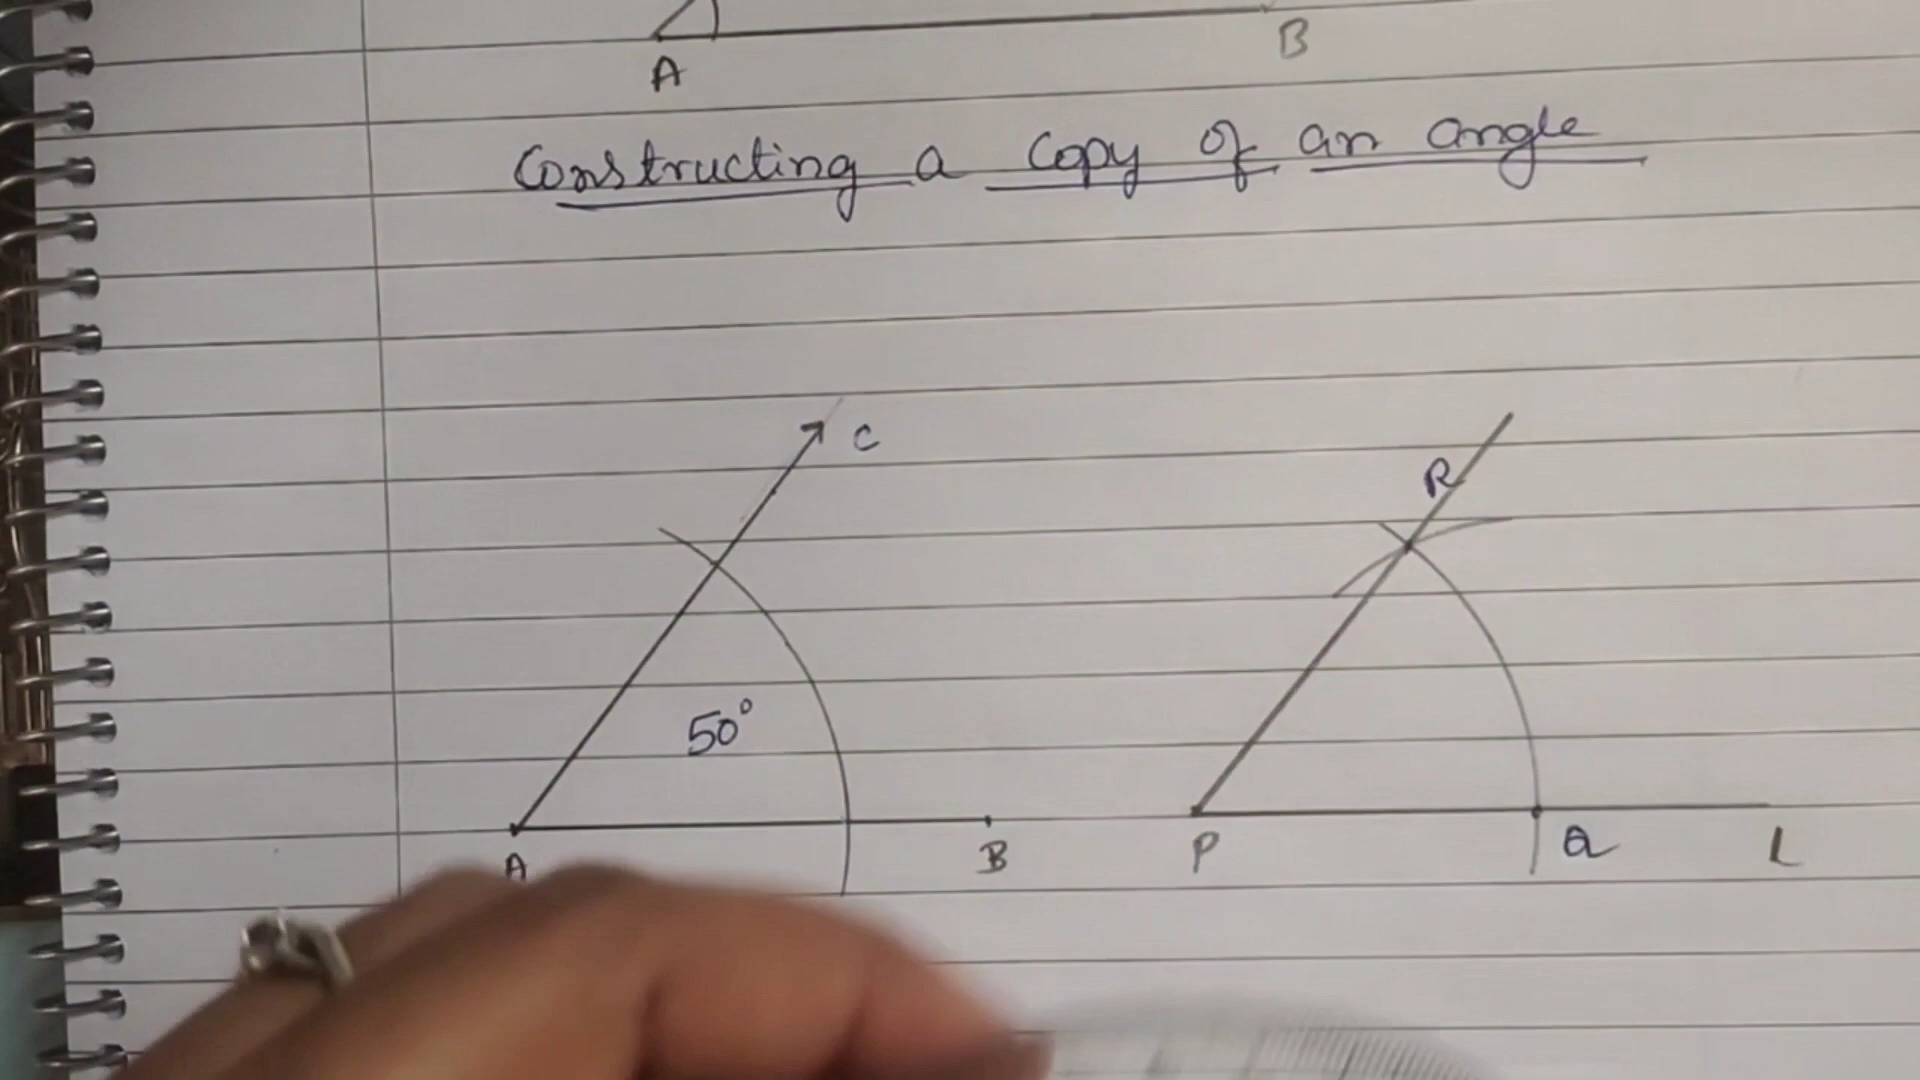 A B
Constructing a copy of an angle
C
R
50°
A B P Q L